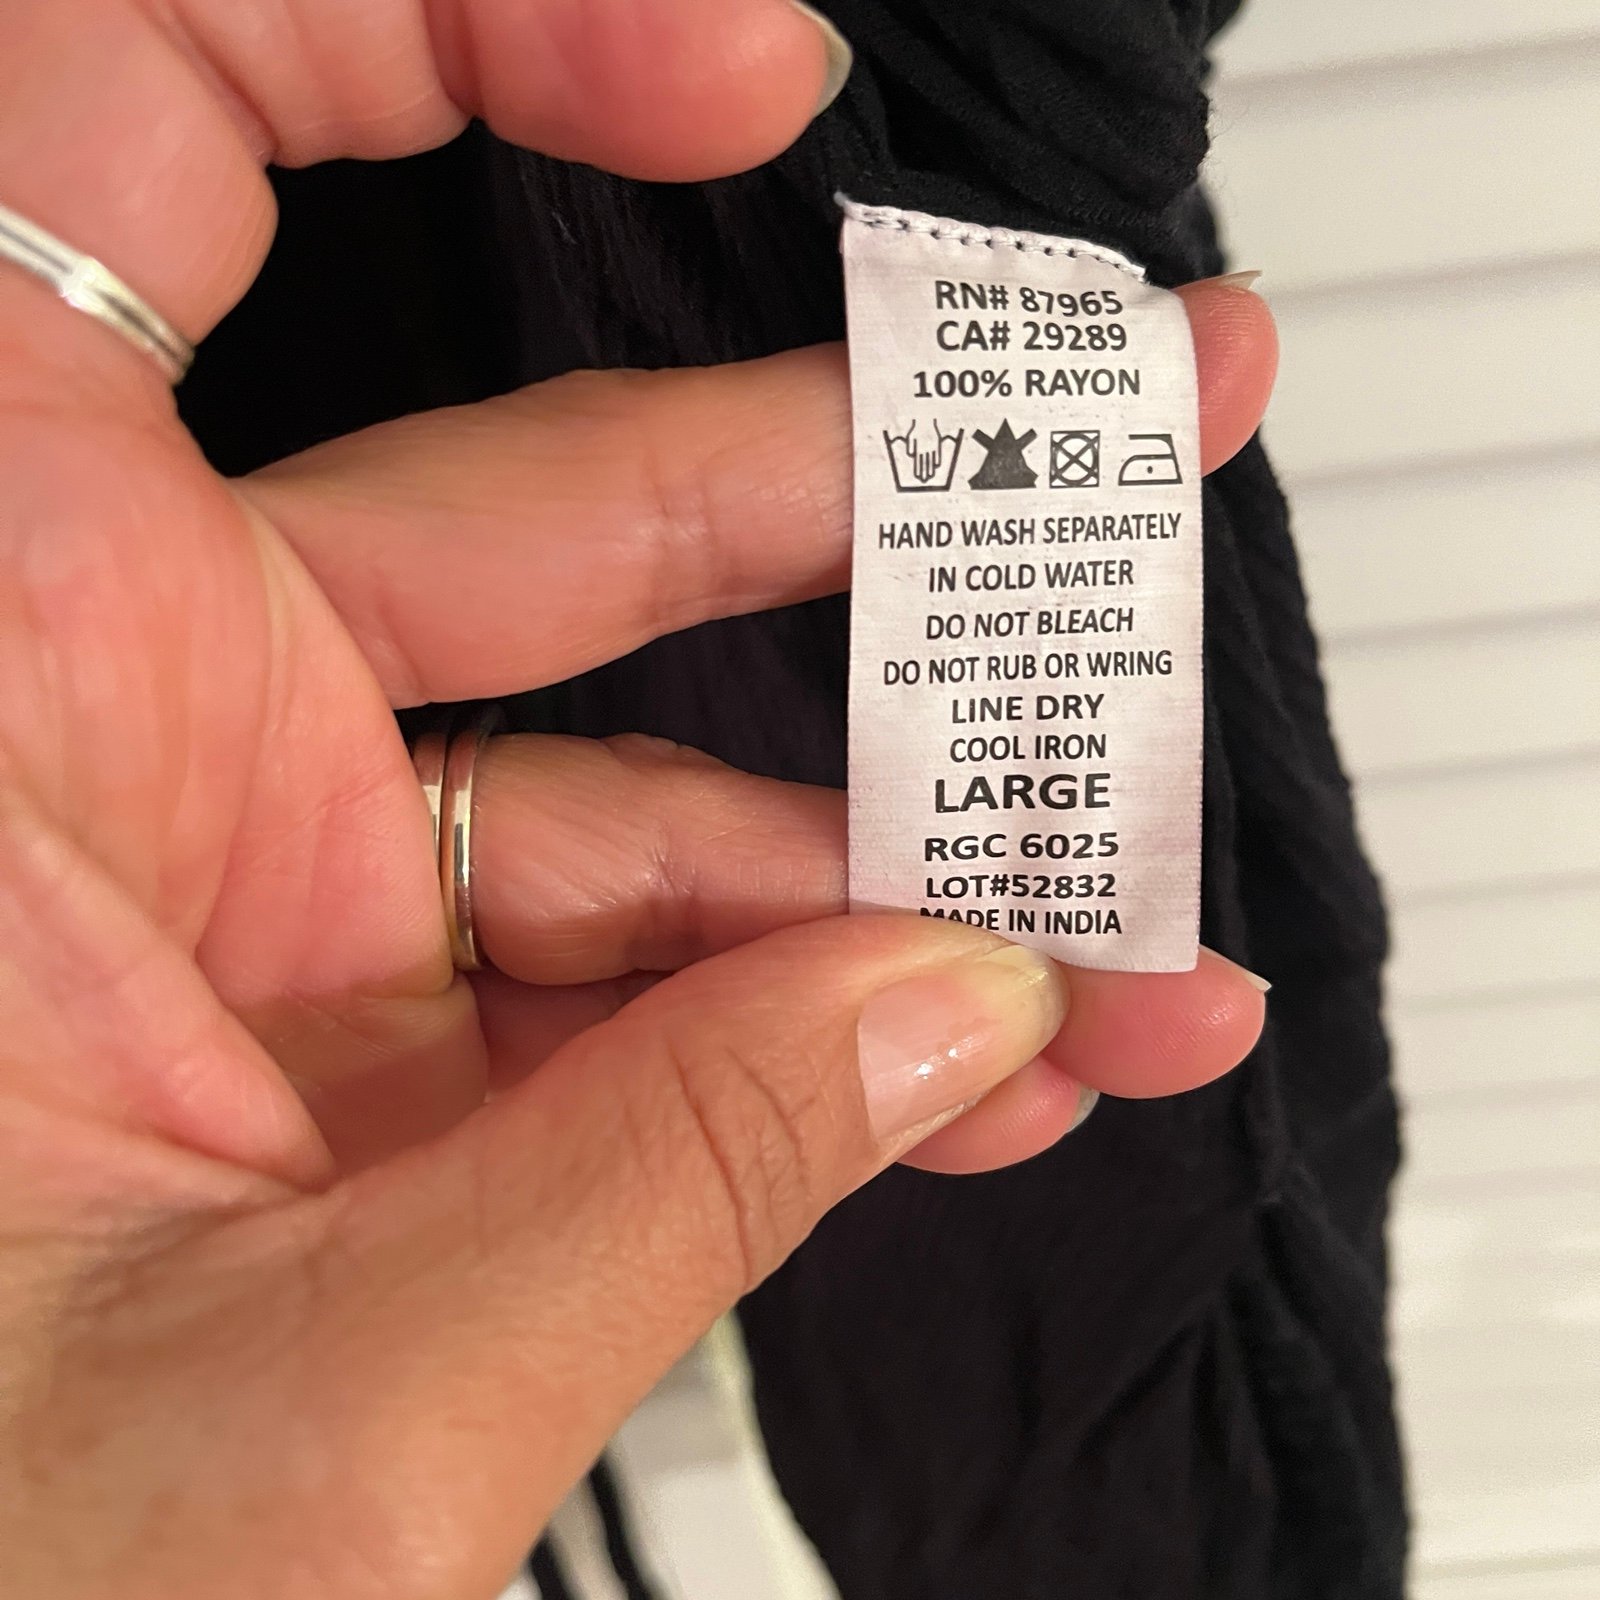 RN# 87965
CA# 29289
100% RAYON
HAND WASH SEPARATELY
IN COLD WATER
DO NOT BLEACH
DO NOT RUB OR WRING
LINE DRY
COOL IRON
LARGE
RGC 6025
LOT#52832
MADE IN INDIA